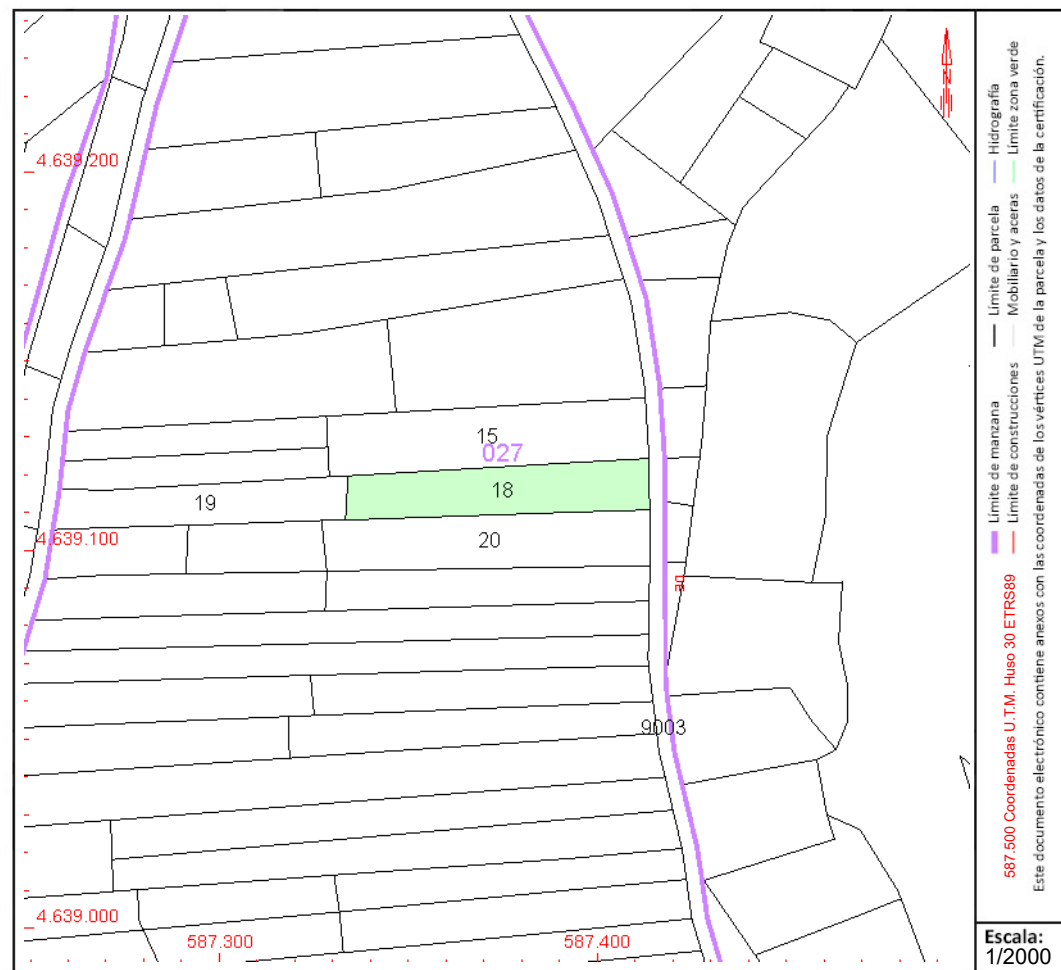 4.639.200
15
027
18
19
20
4.639.100
an
9003
4.639.000
587.300
587.400
N
Límite de manzana
Límite de parcela
Hidrografía
Límite de construcciones
Mobiliario y aceras
Límite zona verde
587.500 Coordenadas U.T.M. Huso 30 ETRS89
Este documento electrónico contiene anexos con las coordenadas de los vértices UTM de la parcela y los datos de la certificación.
Escala:
1/2000